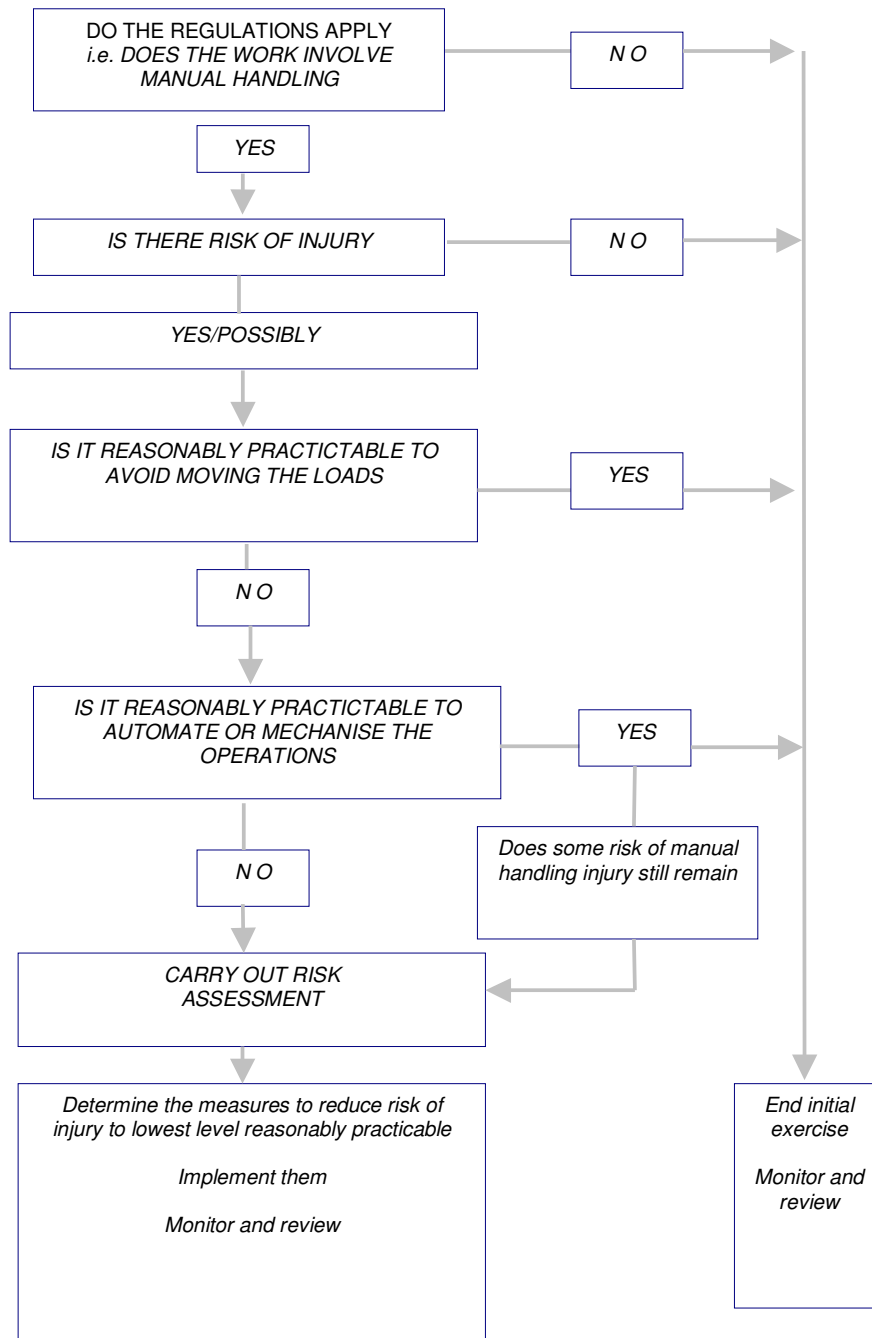 DO THE REGULATIONS APPLY
i.e. DOES THE WORK INVOLVE
MANUAL HANDLING
N O
YES
IS THERE RISK OF INJURY
N O
YES/POSSIBLY
IS IT REASONABLY PRACTICTABLE TO
AVOID MOVING THE LOADS
YES
N O
IS IT REASONABLY PRACTICTABLE TO
AUTOMATE OR MECHANISE THE
OPERATIONS
YES
Does some risk of manual
handling injury still remain
N O
CARRY OUT RISK
ASSESSMENT
Determine the measures to reduce risk of
injury to lowest level reasonably practicable
Implement them
Monitor and review
End initial
exercise
Monitor and
review